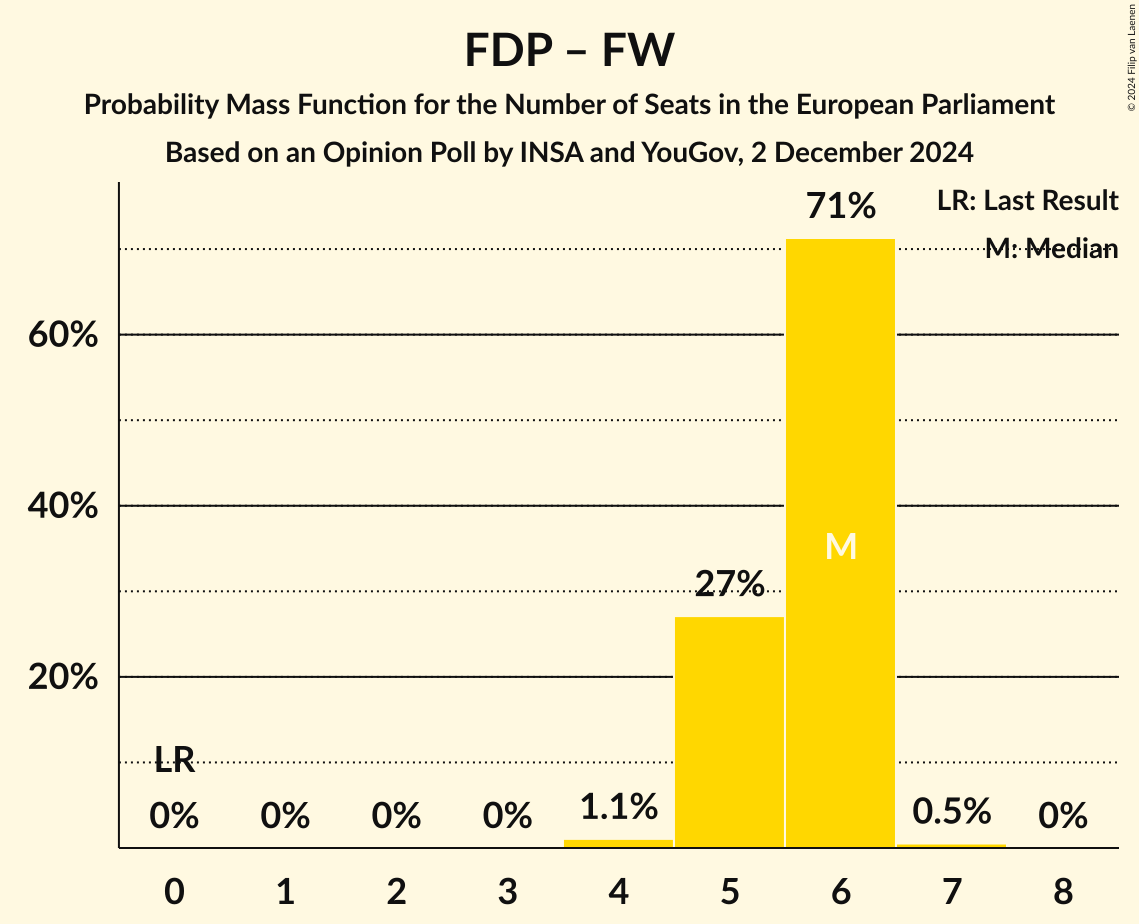 FDP – FW
Probability Mass Function for the Number of Seats in the European Parliament
Based on an Opinion Poll by INSA and YouGov, 2 December 2024
© 2024 Filip van Laenen
LR: Last Result
M: Median
71%
60%
40%
M
27%
20%
LR
0% 0% 0% 0% 1.1% 0.5% 0%
0 1 2 3 4 5 6 7 8